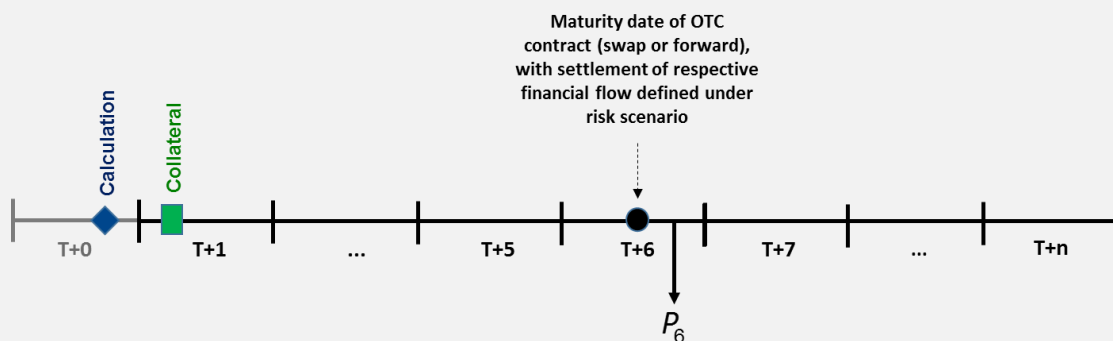 Maturity date of OTC
contract (swap or forward),
with settlement of respective
financial flow defined under
risk scenario
Calculation
Collateral
T+0
T+1
...
T+5
T+6
T+7
...
T+n
P6